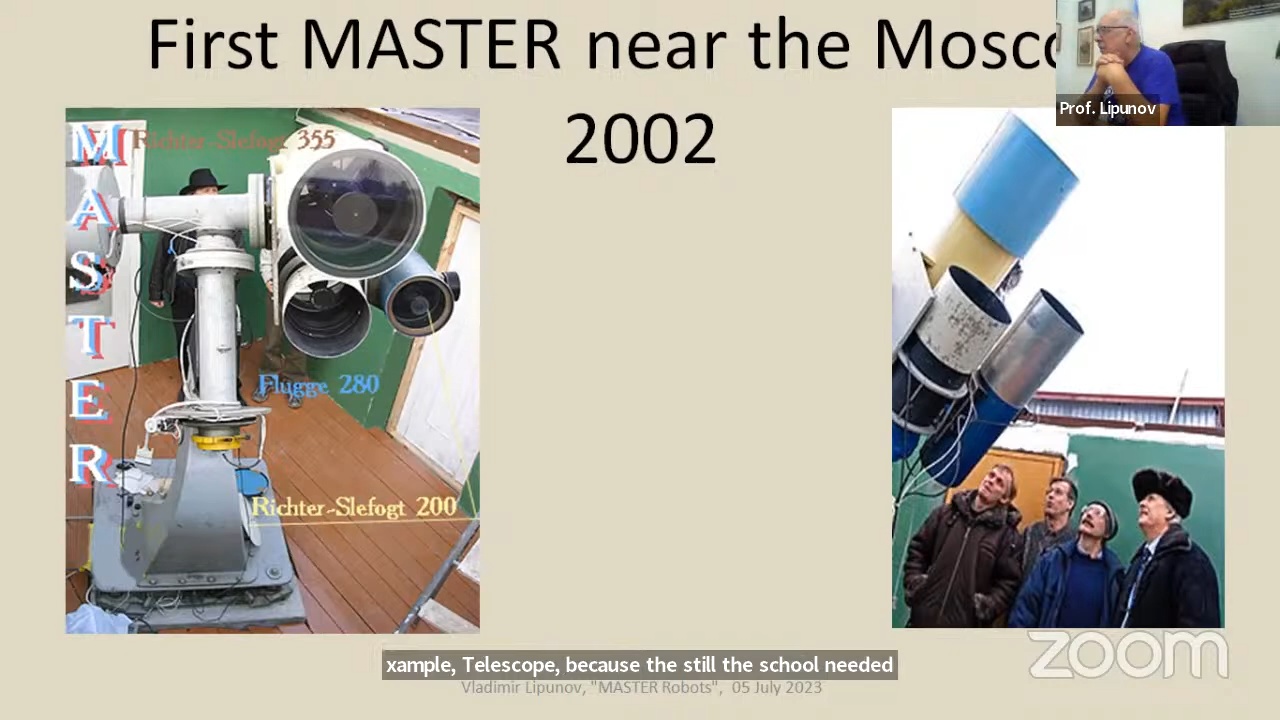 First MASTER near the Mosco
2002
Prof. Lipunov
MASTER
Richter-Slefogt 355
Flugge 280
Richter-Slefogt 200
xample, Telescope, because the still the school needed
Vladimir Lipunov, "MASTER Robots", 05 July 2023
zoom